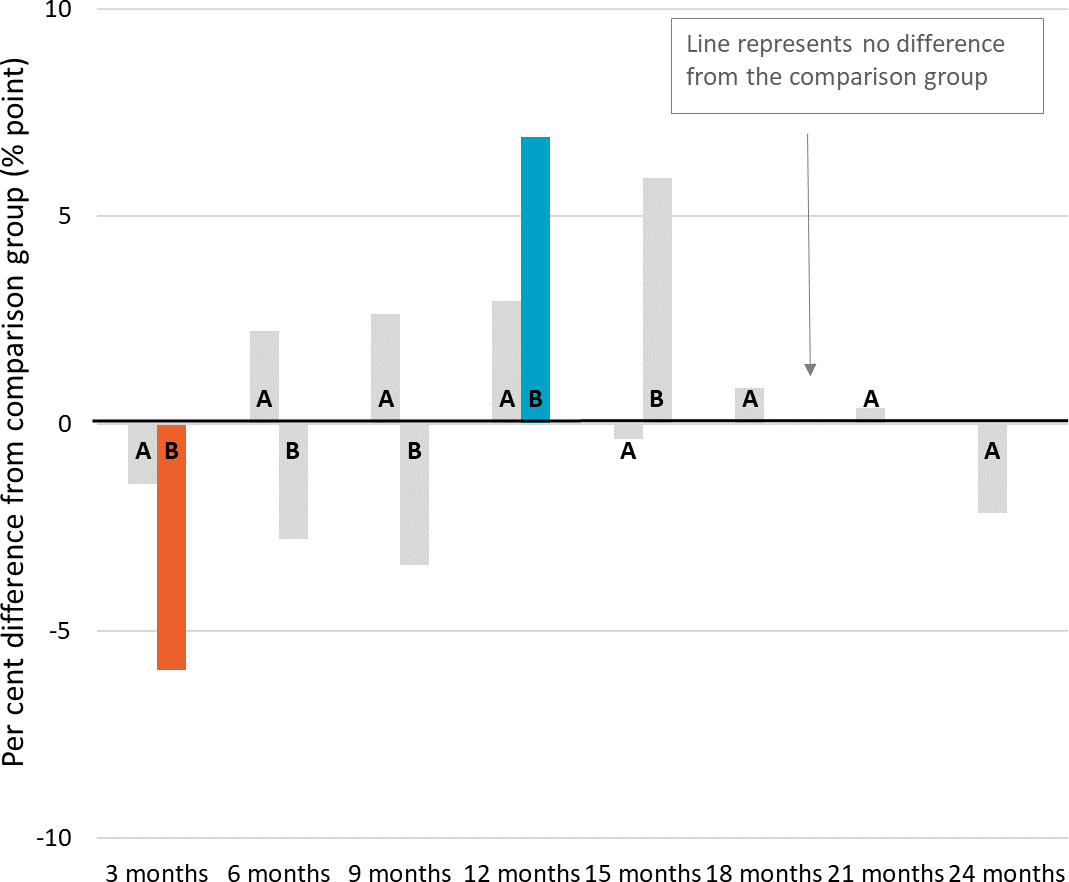 10
Line represents no difference
from the comparison group
Per cent difference from comparison group (% point)
5
A
A
A
B
B
A
A
0
A
B
B
B
A
A
-5
-10
3 months
6 months
9 months
12 months
15 months
18 months
21 months
24 months